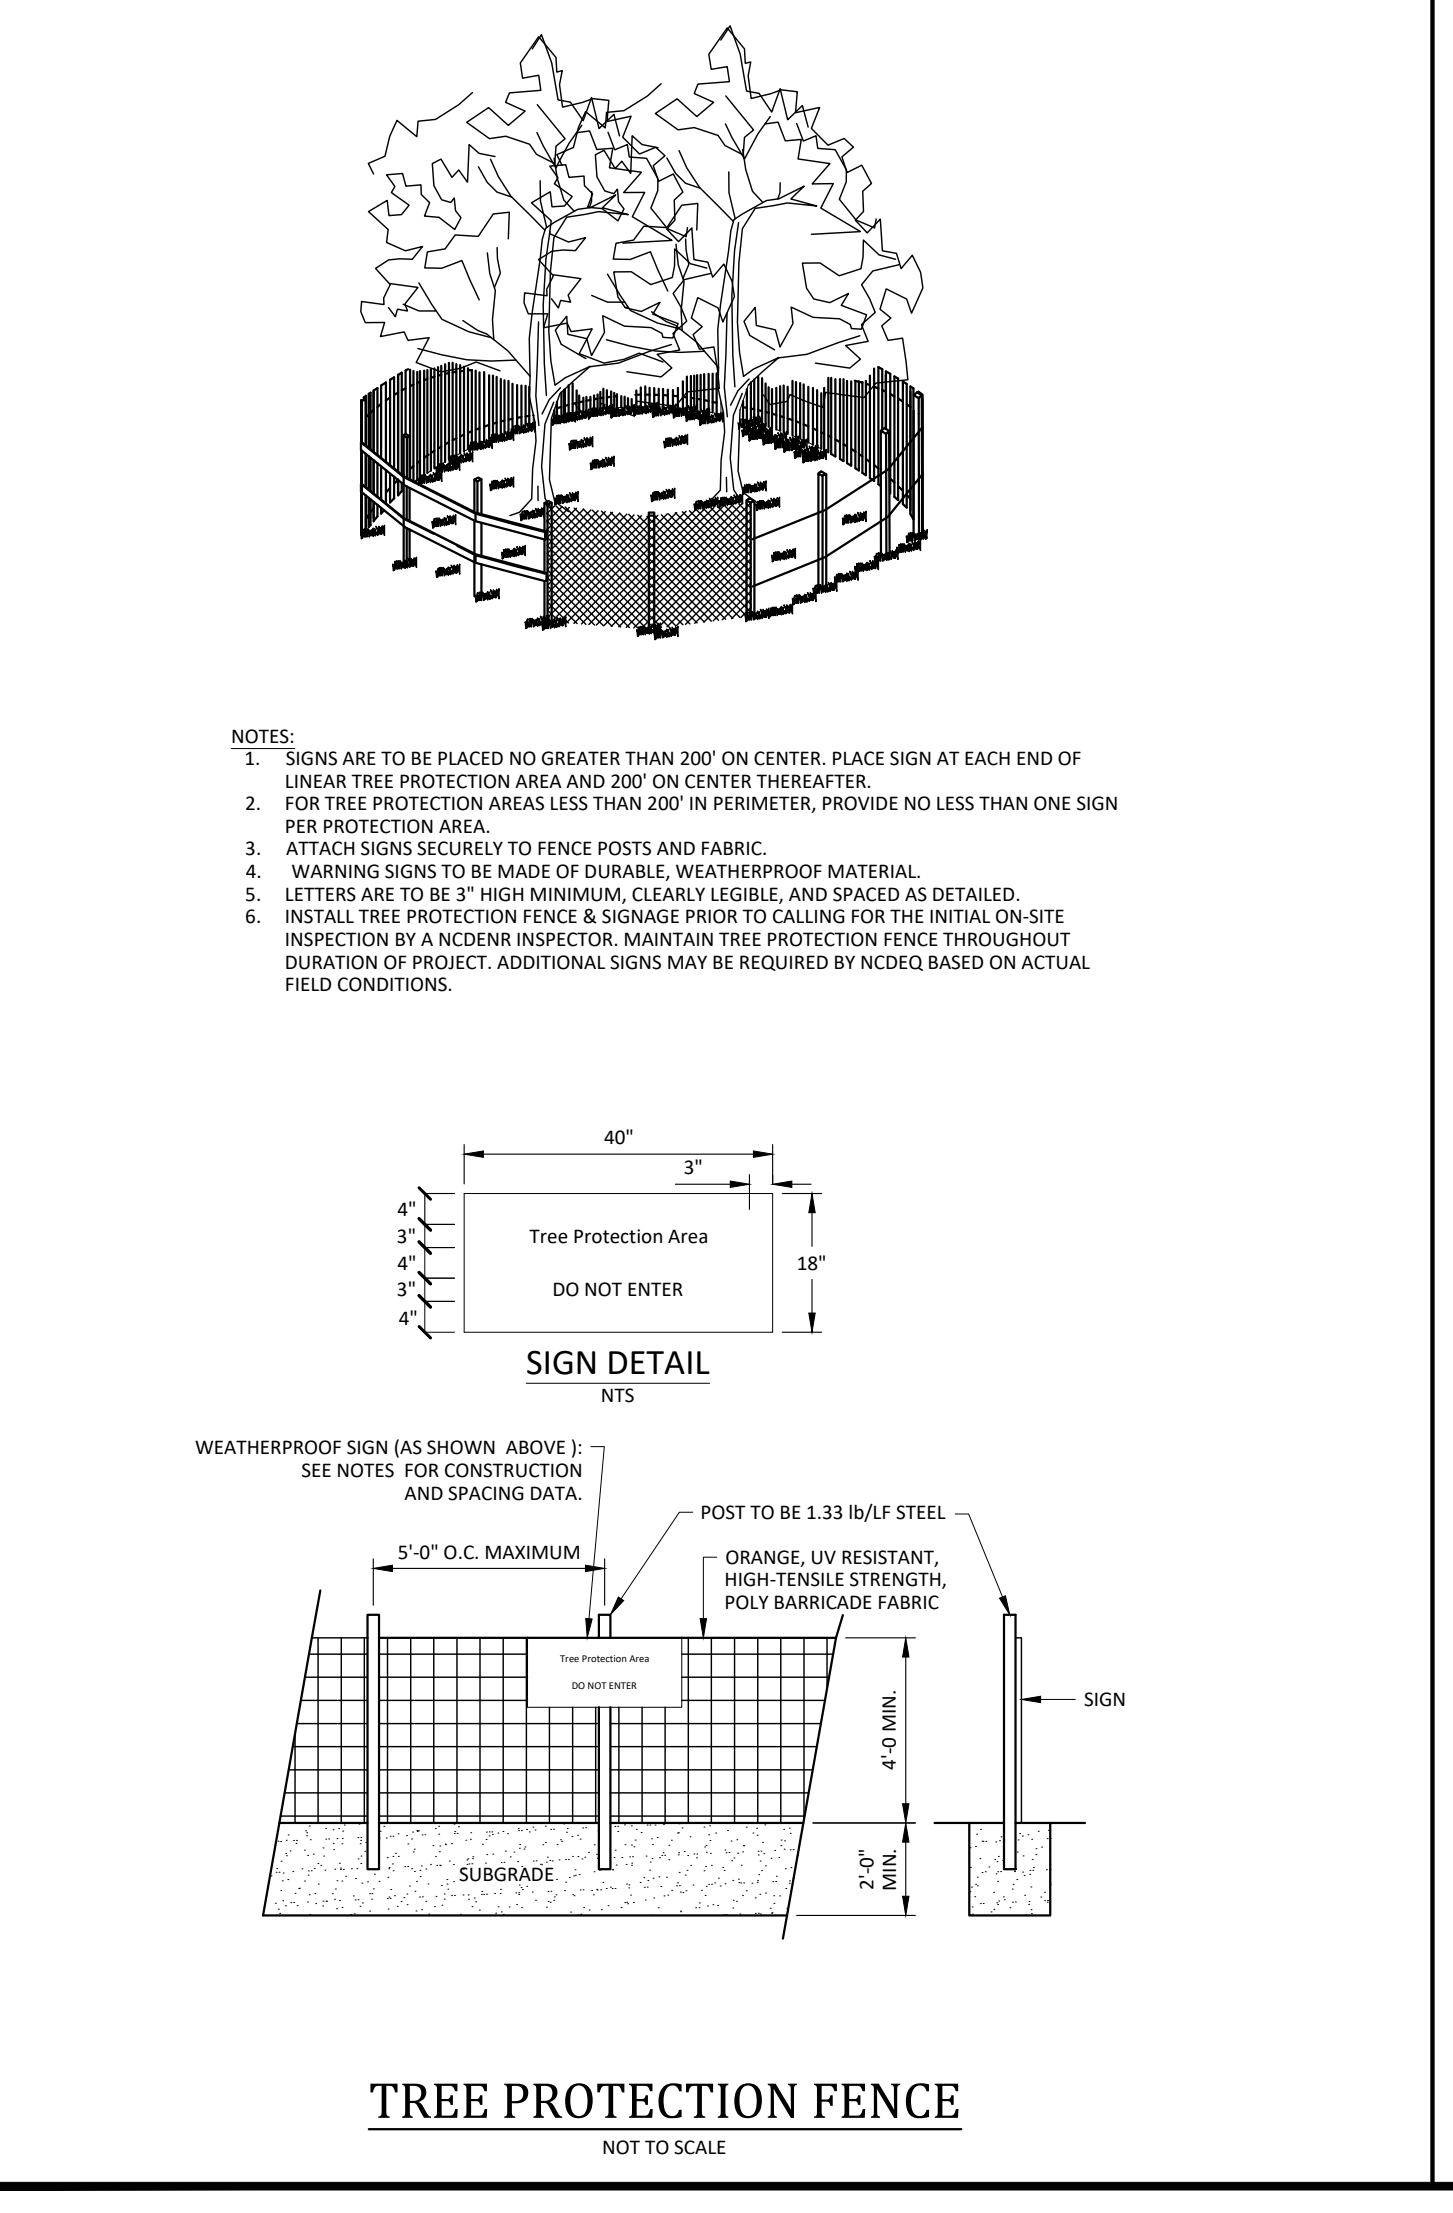 NOTES:
1. SIGNS ARE TO BE PLACED NO GREATER THAN 200' ON CENTER. PLACE SIGN AT EACH END OF
LINEAR TREE PROTECTION AREA AND 200' ON CENTER THEREAFTER.
2. FOR TREE PROTECTION AREAS LESS THAN 200' IN PERIMETER, PROVIDE NO LESS THAN ONE SIGN
PER PROTECTION AREA.
3. ATTACH SIGNS SECURELY TO FENCE POSTS AND FABRIC.
4. WARNING SIGNS TO BE MADE OF DURABLE, WEATHERPROOF MATERIAL.
5. LETTERS ARE TO BE 3" HIGH MINIMUM, CLEARLY LEGIBLE, AND SPACED AS DETAILED.
6. INSTALL TREE PROTECTION FENCE & SIGNAGE PRIOR TO CALLING FOR THE INITIAL ON-SITE
INSPECTION BY A NCDENR INSPECTOR. MAINTAIN TREE PROTECTION FENCE THROUGHOUT
DURATION OF PROJECT. ADDITIONAL SIGNS MAY BE REQUIRED BY NCDEQ BASED ON ACTUAL
FIELD CONDITIONS.
40"
3"
4"
3"
4"
3"
4"
Tree Protection Area
DO NOT ENTER
18"
SIGN DETAIL
NTS
WEATHERPROOF SIGN (AS SHOWN ABOVE ):
SEE NOTES FOR CONSTRUCTION
AND SPACING DATA.
POST TO BE 1.33 lb/LF STEEL
5'-0" O.C. MAXIMUM
ORANGE, UV RESISTANT,
HIGH-TENSILE STRENGTH,
POLY BARRICADE FABRIC
Tree Protection Area
DO NOT ENTER
4'-0 MIN.
SIGN
SUBGRADE
2'-0"
MIN.
TREE PROTECTION FENCE
NOT TO SCALE